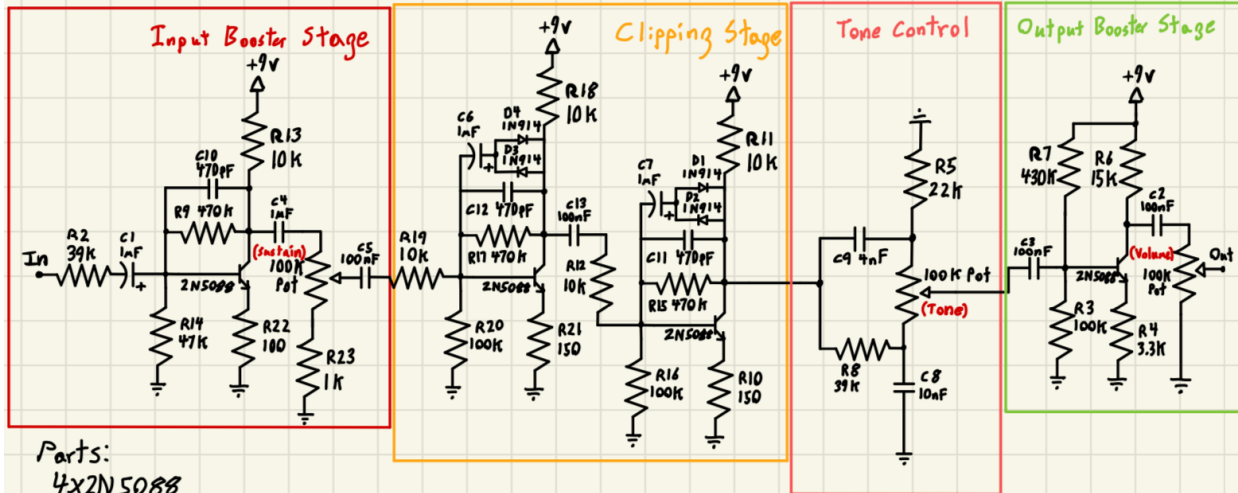 Input Booster Stage
+9v
R13
10K
C10
470pF
R9 470K
C4
1mF
(Sustain)
100K
Pot
In
R2
39K
C1
1mF
+
2N5088
R14
47K
R22
100
R23
1K
C5
100nF
Clipping Stage
+9v
R18
10K
C6
1mF
+
D4
1N914
D3
1N914
C12 470pF
R17 470K
C13
100nF
R19
10K
2N5088
R12
10K
R20
100K
R21
150
+9v
R11
10K
C7
1mF
+
D1
1N914
D2
1N914
C11 470pF
R15 470K
2N5088
R16
100K
R10
150
Tone Control
R5
22K
C9 4nF
100K Pot
(Tone)
R8
39K
C8
10nF
Output Booster Stage
+9v
R7
430K
R6
15K
C2
100nF
C3
100nF
(Volume)
100K
Pot
Out
2N5088
R3
100K
R4
3.3K
Parts:
4x2N5088